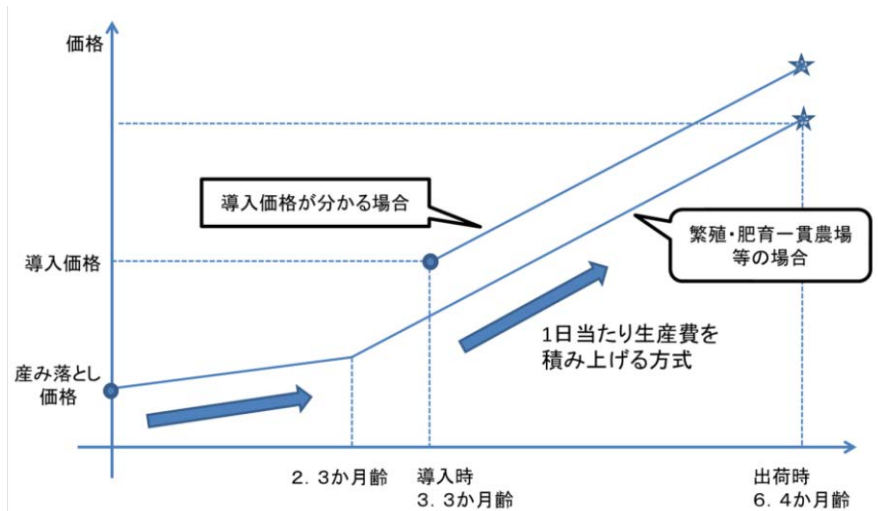 価格
導入価格が分かる場合
繁殖・肥育一貫農場
等の場合
導入価格
1日当たり生産費を
積み上げる方式
産み落とし
価格
2．3か月齢
導入時
3．3か月齢
出荷時
6．4か月齢